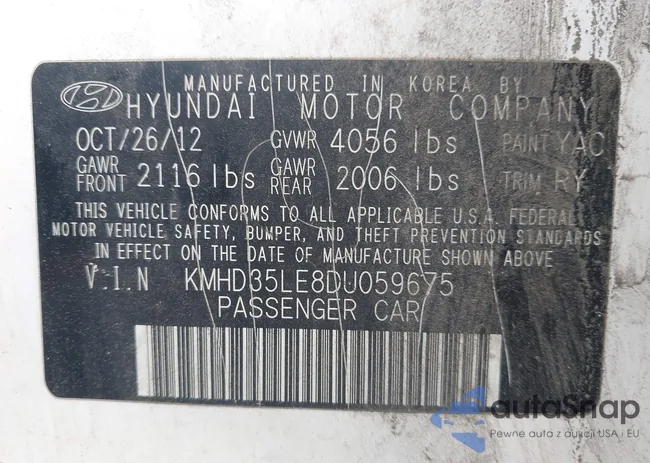 MANUFACTURED IN KOREA BY
HYUNDAI MOTOR COMPANY
OCT/26/12 GVWR 4056 lbs PAINT YAC
GAWR FRONT 2116 lbs GAWR REAR 2006 lbs TRIM RY
THIS VEHICLE CONFORMS TO ALL APPLICABLE U.S.A. FEDERAL
MOTOR VEHICLE SAFETY, BUMPER, AND THEFT PREVENTION STANDARDS
IN EFFECT ON THE DATE OF MANUFACTURE SHOWN ABOVE
V.I.N KMHD35LE8DU059675
PASSENGER CAR
autoSnap
Pewne auta z aukcji USA i EU